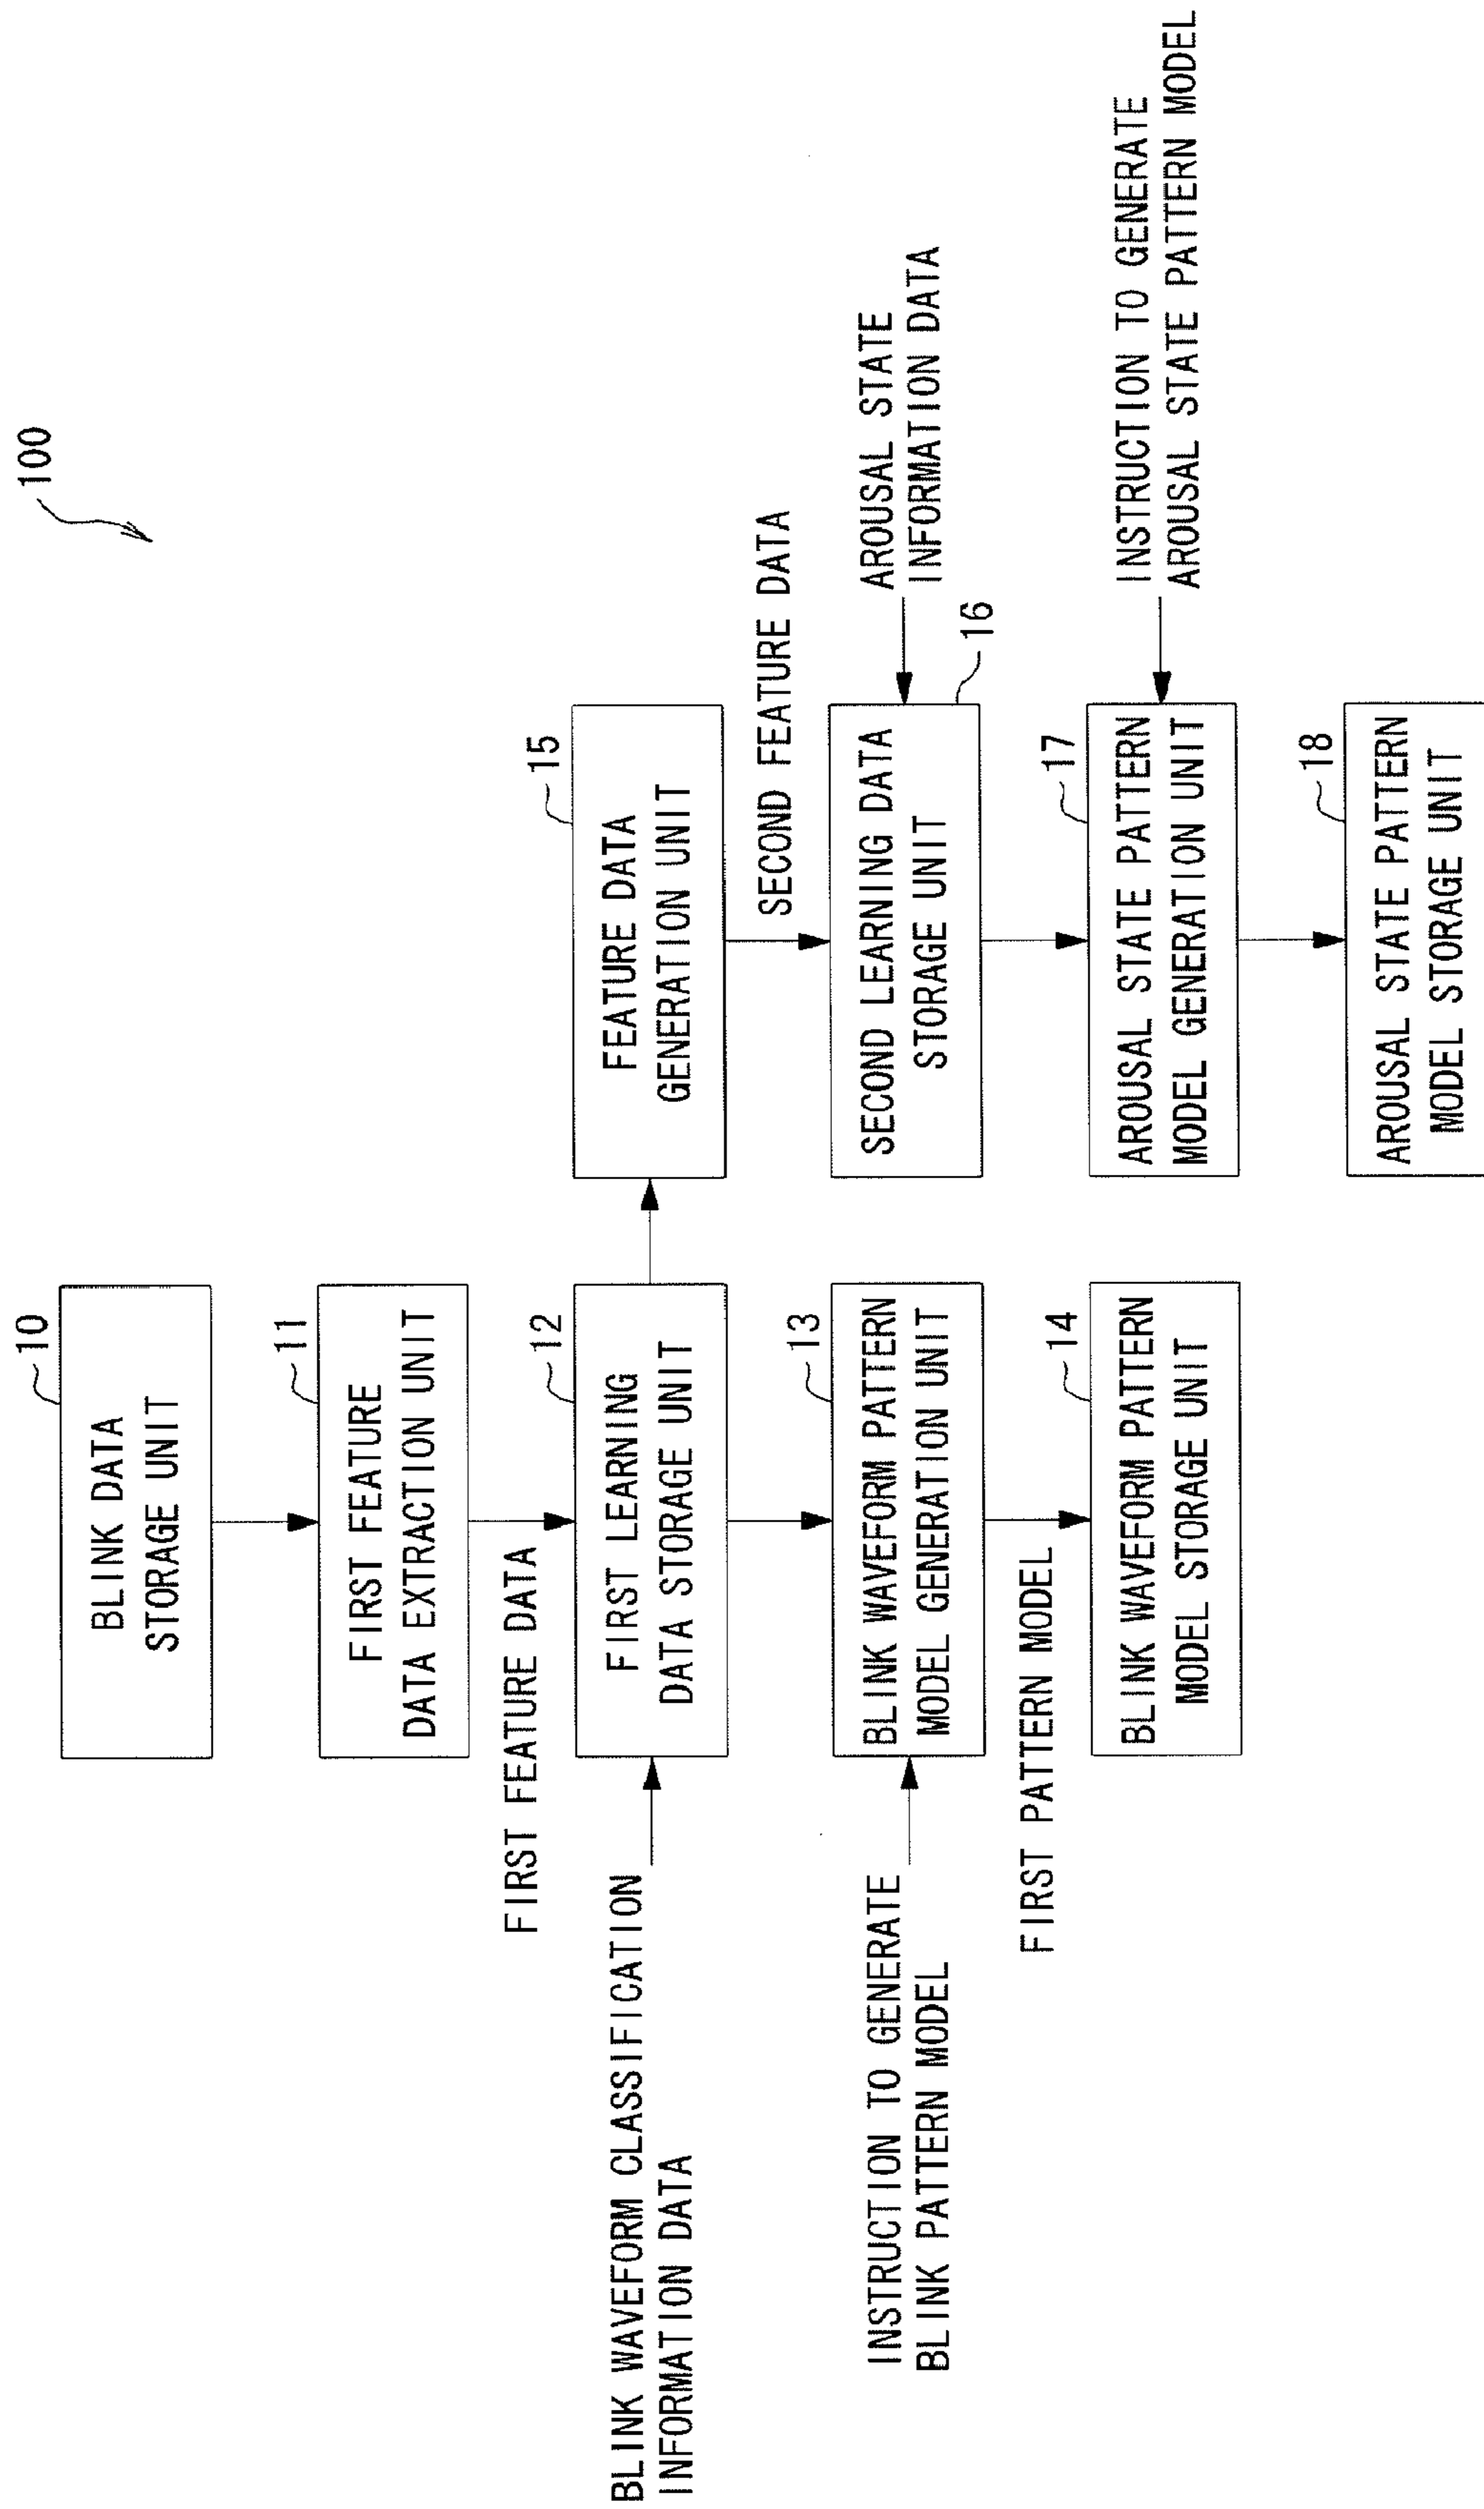 100
10
BLINK DATA
STORAGE UNIT
11
FIRST FEATURE
DATA EXTRACTION UNIT
FIRST FEATURE DATA
BLINK WAVEFORM CLASSIFICATION
INFORMATION DATA
12
FIRST LEARNING
DATA STORAGE UNIT
15
FEATURE DATA
GENERATION UNIT
SECOND FEATURE DATA
INSTRUCTION TO GENERATE
BLINK PATTERN MODEL
13
BLINK WAVEFORM PATTERN
MODEL GENERATION UNIT
SECOND LEARNING DATA
STORAGE UNIT
16
AROUSAL STATE
INFORMATION DATA
FIRST PATTERN MODEL
14
BLINK WAVEFORM PATTERN
MODEL STORAGE UNIT
17
AROUSAL STATE PATTERN
MODEL GENERATION UNIT
INSTRUCTION TO GENERATE
AROUSAL STATE PATTERN MODEL
18
AROUSAL STATE PATTERN
MODEL STORAGE UNIT